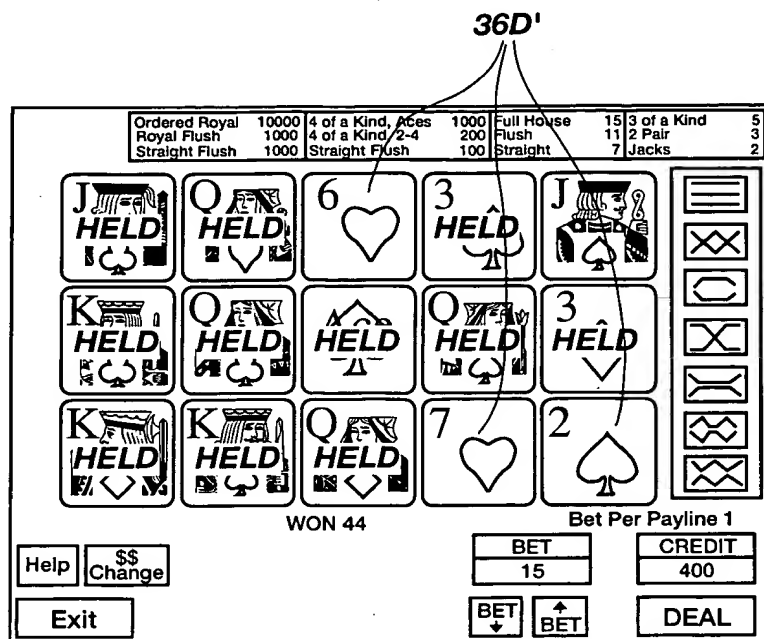 36D'
Ordered Royal 10000 4 of a Kind, Aces 1000 Full House 15 3 of a Kind 5
Royal Flush 1000 4 of a Kind, 2-4 200 Flush 11 2 Pair 3
Straight Flush 1000 Straight Flush 100 Straight 7 Jacks 2
J HELD Q HELD 6 3 HELD J
K HELD Q HELD HELD Q HELD 3 HELD
K HELD K HELD Q HELD 7 2
WON 44 Bet Per Payline 1
Help $$ Change BET CREDIT
15 400
Exit BET BET DEAL